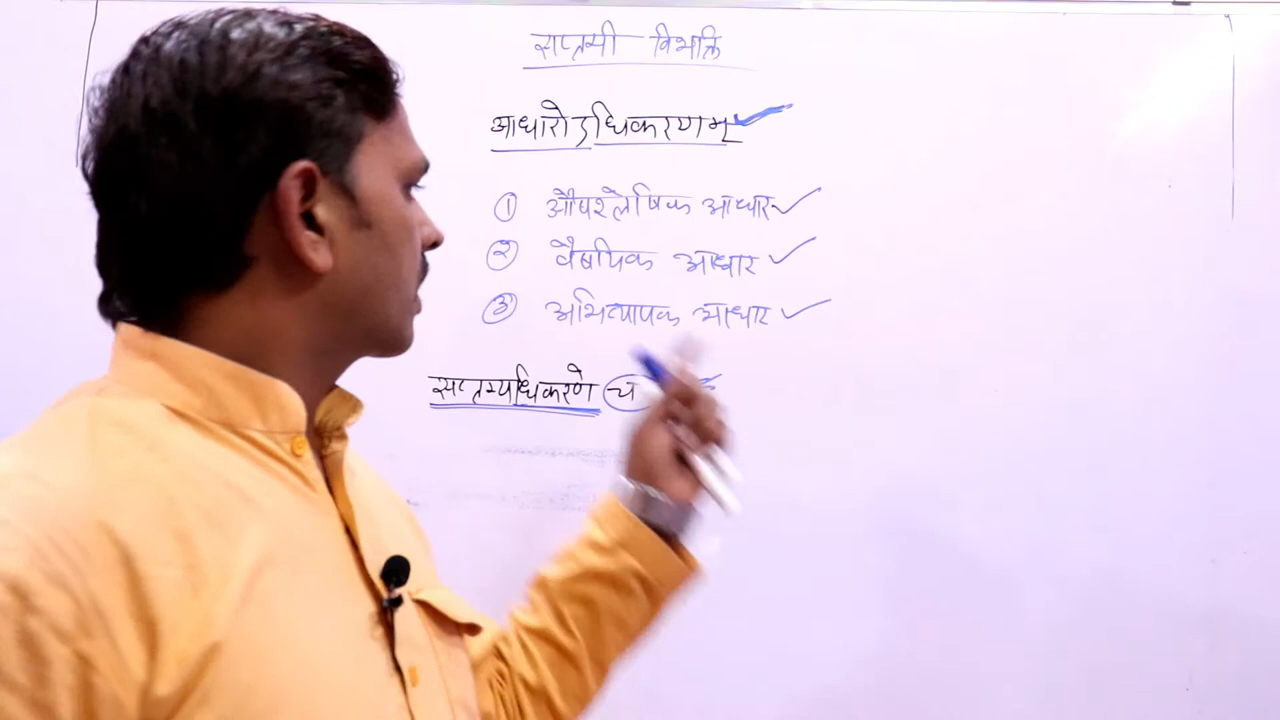 सप्तमी विभक्ति
आधारोऽधिकरणम्
① औपश्लेषिक आधार
② वैषयिक आधार
③ अभिव्यापक आधार
सप्तम्यधिकरणे च